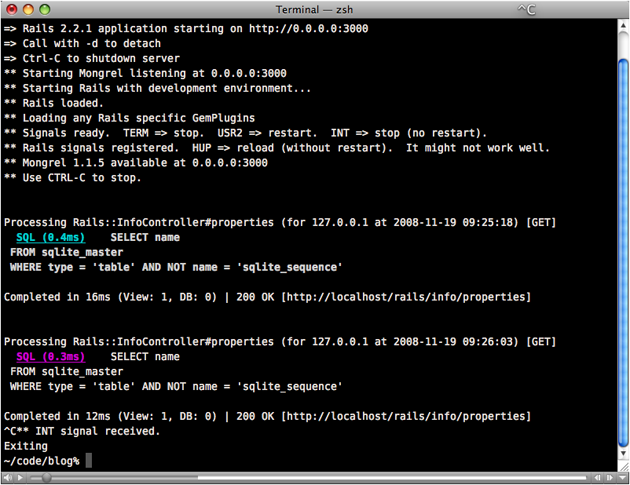 Terminal — zsh
^C
=> Rails 2.2.1 application starting on http://0.0.0.0:3000
=> Call with -d to detach
=> Ctrl-C to shutdown server
** Starting Mongrel listening at 0.0.0.0:3000
** Starting Rails with development environment...
** Rails loaded.
** Loading any Rails specific GemPlugins
** Signals ready.  TERM => stop.  USR2 => restart.  INT => stop (no restart).
** Rails signals registered.  HUP => reload (without restart).  It might not work well.
** Mongrel 1.1.5 available at 0.0.0.0:3000
** Use CTRL-C to stop.
Processing Rails::InfoController#properties (for 127.0.0.1 at 2008-11-19 09:25:18) [GET]
SQL (0.4ms)    SELECT name
FROM sqlite_master
WHERE type = 'table' AND NOT name = 'sqlite_sequence'
Completed in 16ms (View: 1, DB: 0) | 200 OK [http://localhost/rails/info/properties]
Processing Rails::InfoController#properties (for 127.0.0.1 at 2008-11-19 09:26:03) [GET]
SQL (0.3ms)    SELECT name
FROM sqlite_master
WHERE type = 'table' AND NOT name = 'sqlite_sequence'
Completed in 12ms (View: 1, DB: 0) | 200 OK [http://localhost/rails/info/properties]
^C** INT signal received.
Exiting
~/code/blog%